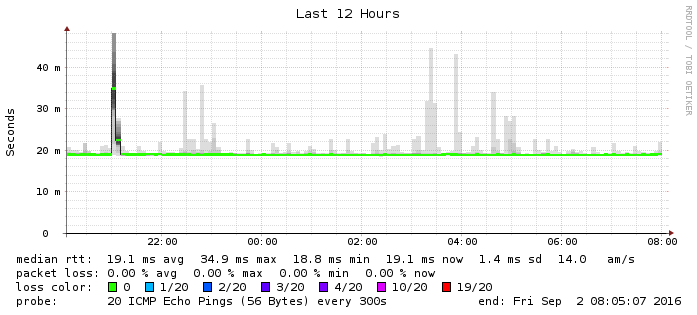 Last 12 Hours
RRDTOOL / TOBI OETIKER
Seconds
40 m
30 m
20 m
10 m
0
22:00 00:00 02:00 04:00 06:00 08:00
median rtt: 19.1 ms avg 34.9 ms max 18.8 ms min 19.1 ms now 1.4 ms sd 14.0 am/s
packet loss: 0.00 % avg 0.00 % max 0.00 % min 0.00 % now
loss color: 0 1/20 2/20 3/20 4/20 10/20 19/20
probe: 20 ICMP Echo Pings (56 Bytes) every 300s end: Fri Sep 2 08:05:07 2016